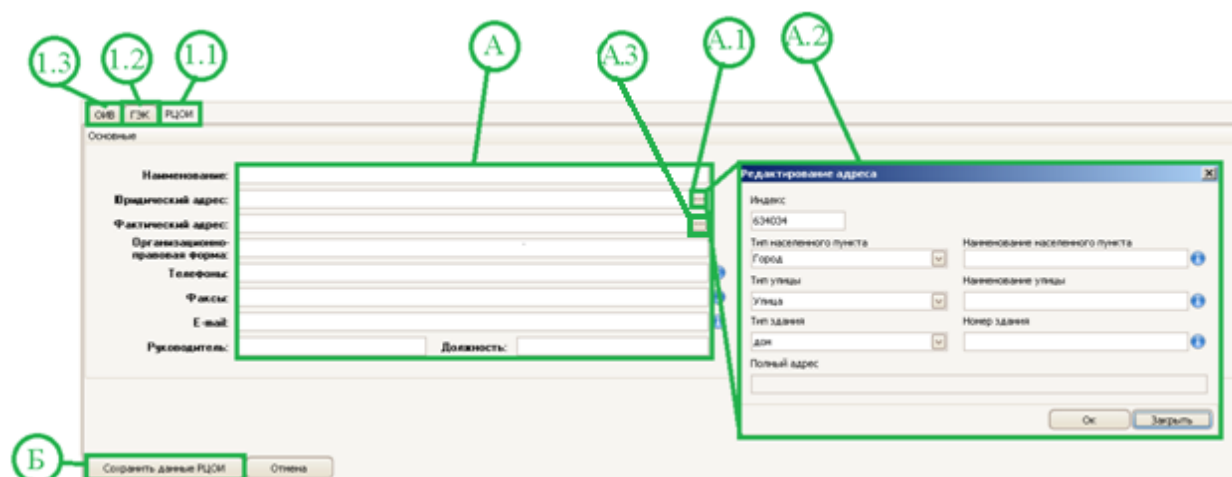 А.1
А.2
А
А.3
1.3
1.2
1.1
ОИВ ГЭК РЦОИ
Основные
Наименование:
Юридический адрес:
Фактический адрес:
Организационно-
правовая форма:
Телефоны:
Факсы:
E-mail:
Руководитель: Должность:
Редактирование адреса
Индекс
634034
Тип населенного пункта Наименование населенного пункта
Город
Тип улицы Наименование улицы
Улица
Тип здания Номер здания
дом
Полный адрес
Ок Закрыть
Б
Сохранить данные РЦОИ Отмена